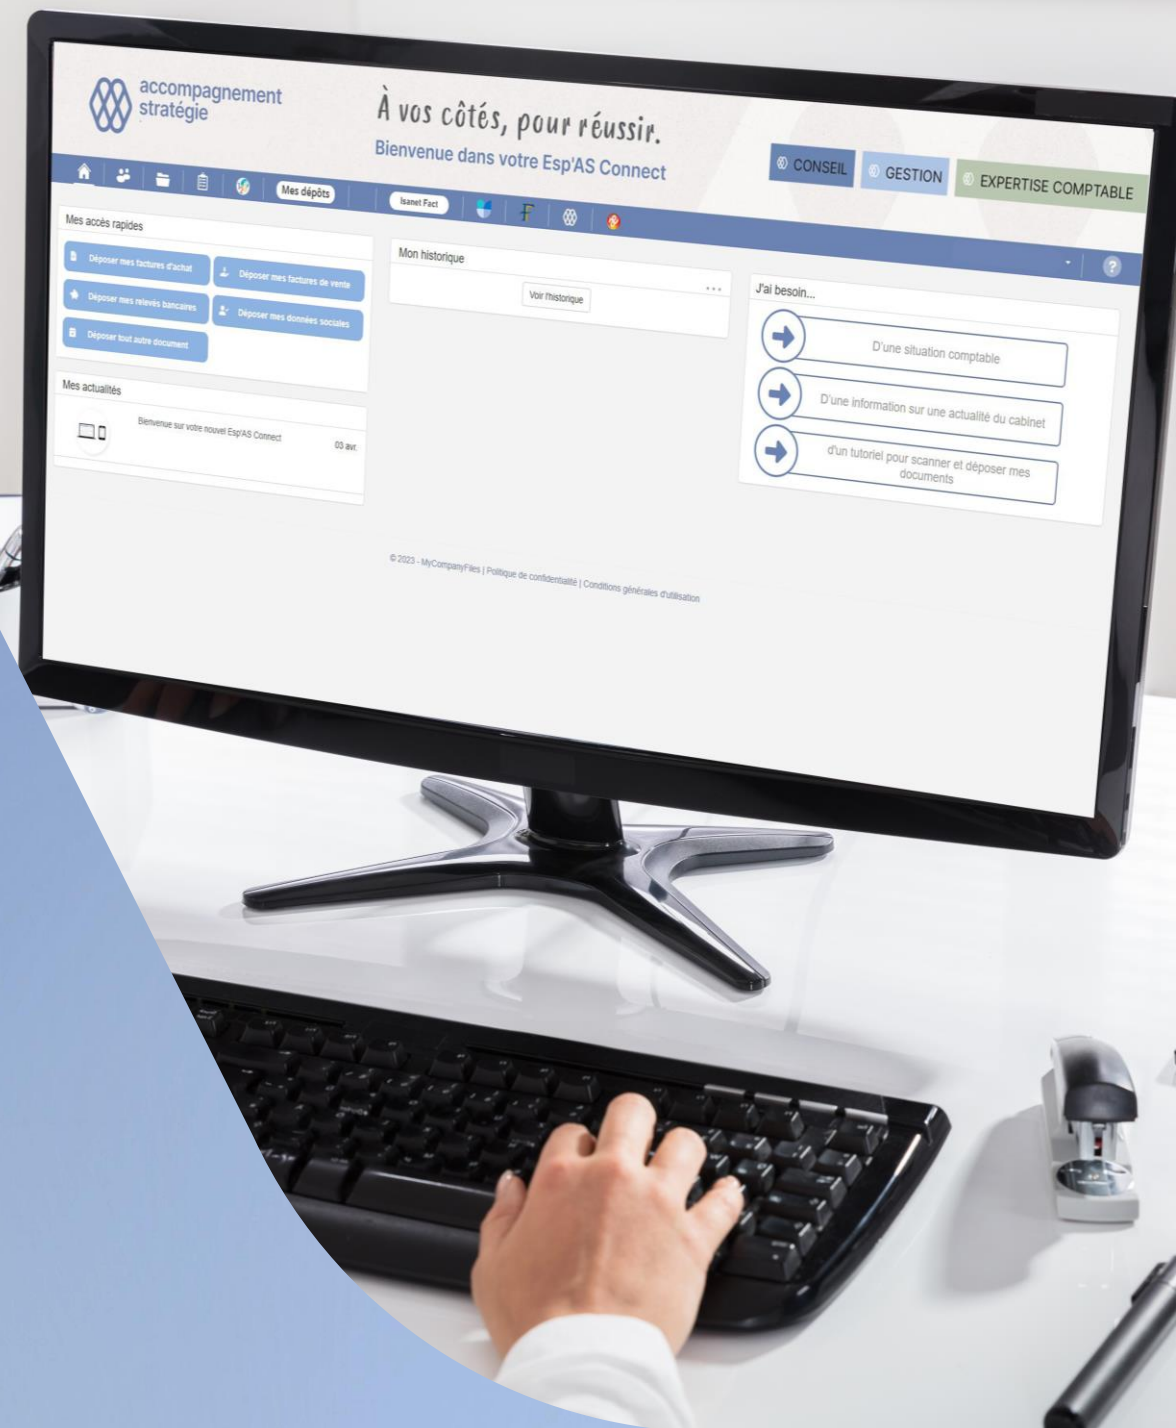 accompagnement
stratégie
À vos côtés, pour réussir.
Bienvenue dans votre Esp'AS Connect
CONSEIL
GESTION
EXPERTISE COMPTABLE
Mes dépôts
Isanet Fact
?
Mes accès rapides
Déposer mes factures d'achat
Déposer mes factures de vente
Déposer mes relevés bancaires
Déposer mes données sociales
Déposer tout autre document
Mes actualités
Bienvenue sur votre nouvel Esp'AS Connect
03 avr.
Mon historique
Voir l'historique
J'ai besoin...
D'une situation comptable
D'une information sur une actualité du cabinet
d'un tutoriel pour scanner et déposer mes
documents
© 2023 - MyCompanyFiles | Politique de confidentialité | Conditions générales d'utilisation